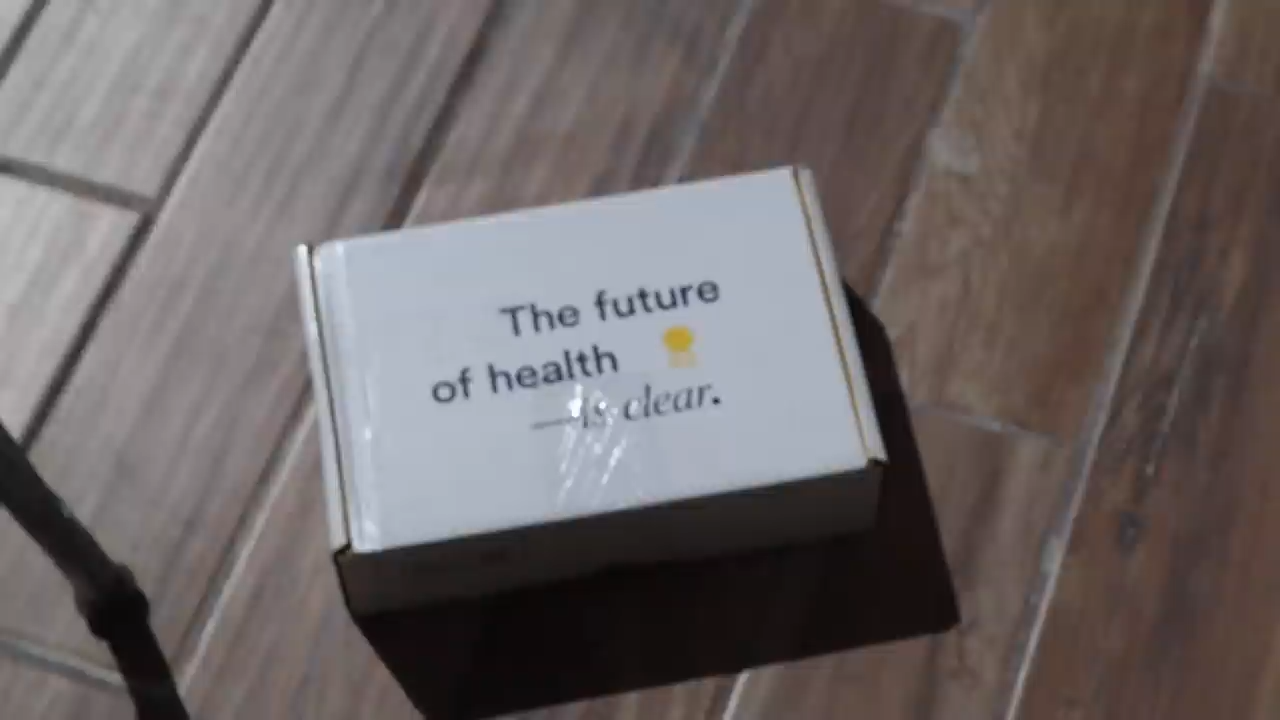 The future
of health
—is clear.